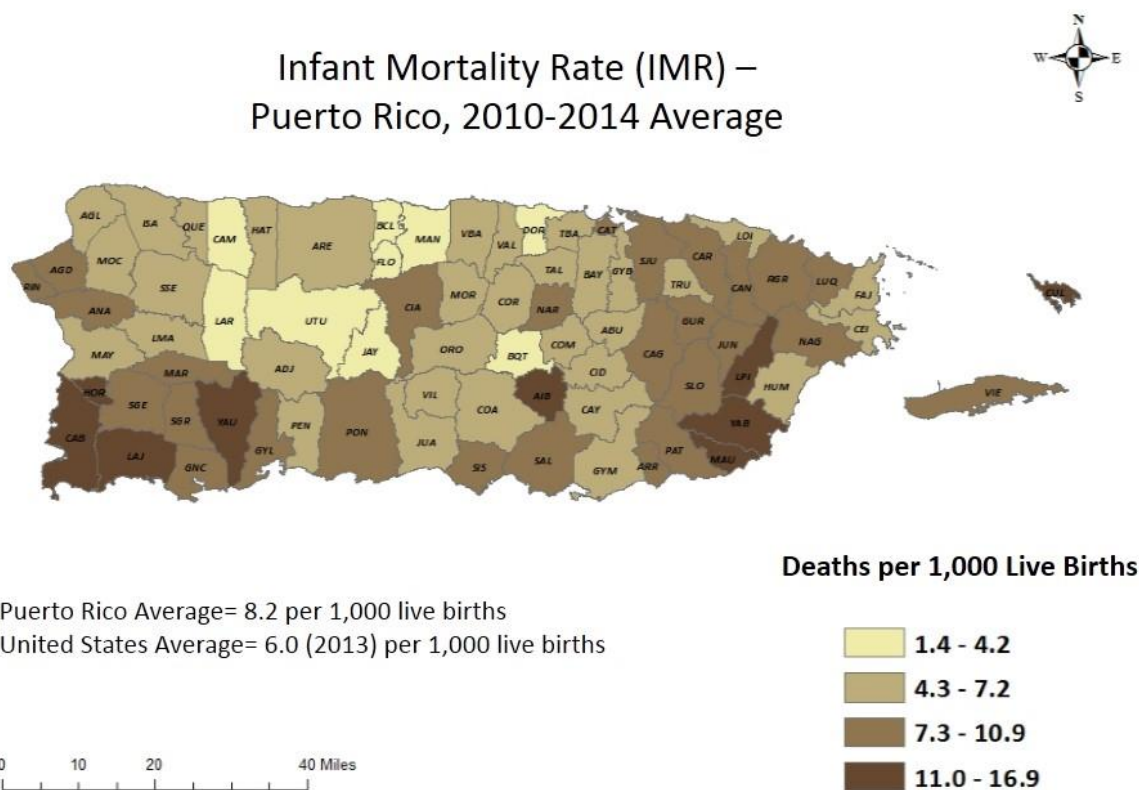 Infant Mortality Rate (IMR) –
Puerto Rico, 2010-2014 Average
N
W E
S
AGL
ISA
QUE
CAM
HAT
ARE
BCL
MAN
VBA
VAL
DOR
TBA
CAT
LOI
AGD
MOC
RIN
SSE
FLO
TAL
BAY
GYB
SJU
TRU
CAR
CAN
RGR
LUQ
FAJ
CUL
ANA
LAR
UTU
CIA
MOR
COR
NAR
GUR
CEI
MAY
LMA
JAY
ORO
BQT
COM
AGU
CAG
JUN
NAG
MAR
ADJ
CID
SLO
LPI
HUM
VIE
HOR
SGE
SGR
YAU
VIL
COA
AIB
CAY
YAB
CAB
LAJ
GNC
GYL
PEN
PON
JUA
SIS
SAL
GYM
ARR
PAT
MAU
Deaths per 1,000 Live Births
1.4 - 4.2
4.3 - 7.2
7.3 - 10.9
11.0 - 16.9
Puerto Rico Average= 8.2 per 1,000 live births
United States Average= 6.0 (2013) per 1,000 live births
0 10 20 40 Miles